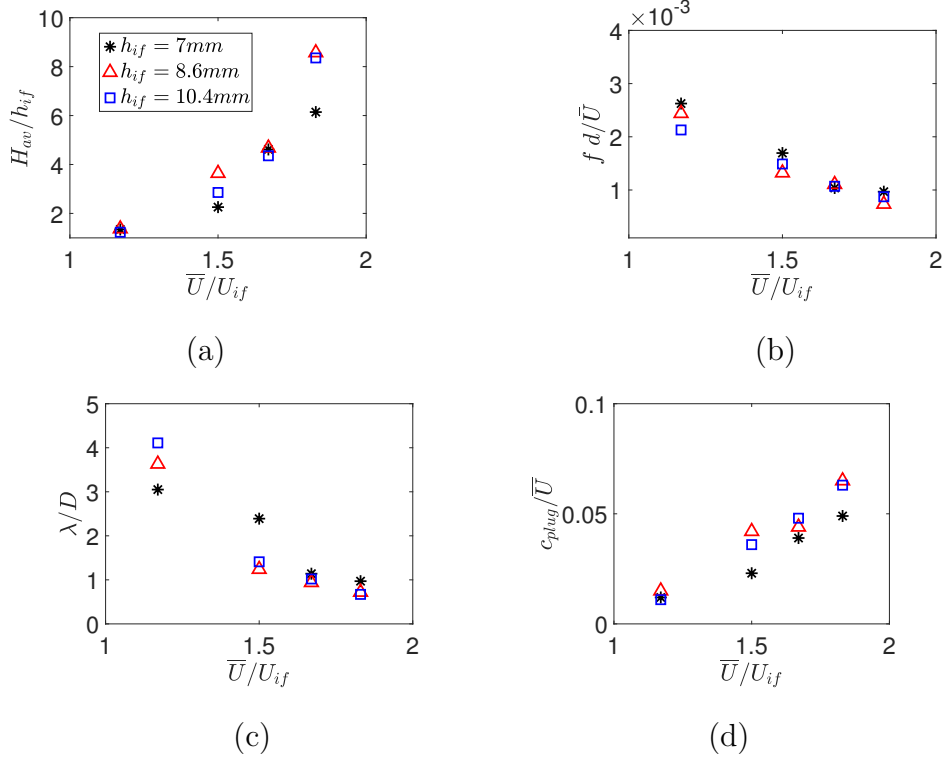 10
8
6
4
2
H_{av}/h_{if}
h_{if} = 7mm
h_{if} = 8.6mm
h_{if} = 10.4mm
1 1.5 2
\overline{U}/U_{if}
(a)
×10^{-3}
4
3
2
1
f d/\bar{U}
1 1.5 2
\overline{U}/U_{if}
(b)
5
4
3
2
1
0
λ/D
1 1.5 2
\overline{U}/U_{if}
(c)
0.1
0.05
0
c_{plug}/\overline{U}
1 1.5 2
\overline{U}/U_{if}
(d)